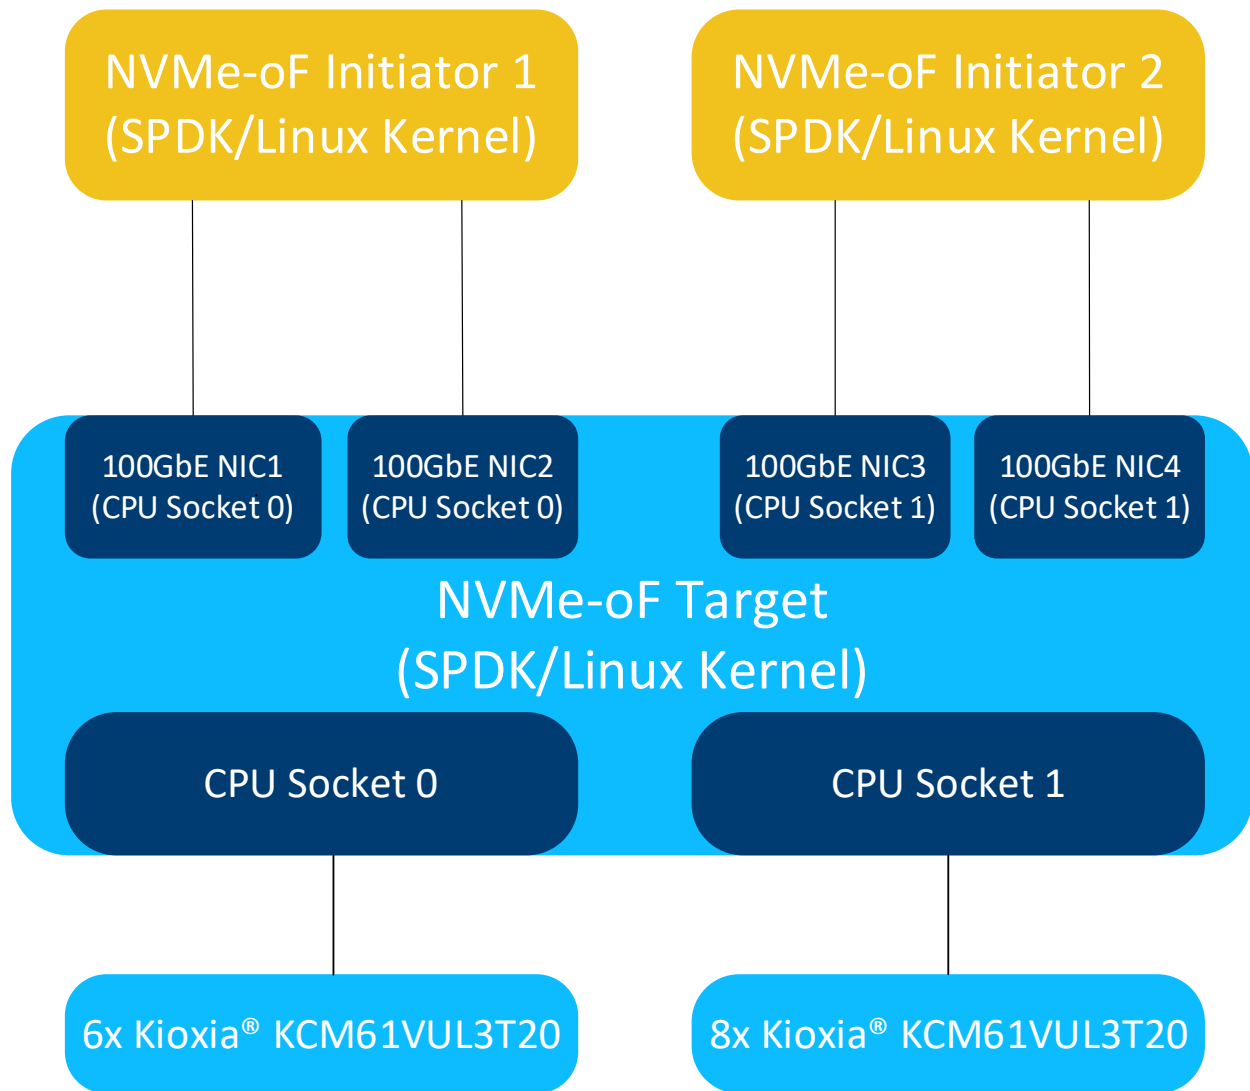 NVMe-oF Initiator 1
(SPDK/Linux Kernel)
NVMe-oF Initiator 2
(SPDK/Linux Kernel)
100GbE NIC1
(CPU Socket 0)
100GbE NIC2
(CPU Socket 0)
100GbE NIC3
(CPU Socket 1)
100GbE NIC4
(CPU Socket 1)
NVMe-oF Target
(SPDK/Linux Kernel)
CPU Socket 0
CPU Socket 1
6x Kioxia® KCM61VUL3T20
8x Kioxia® KCM61VUL3T20